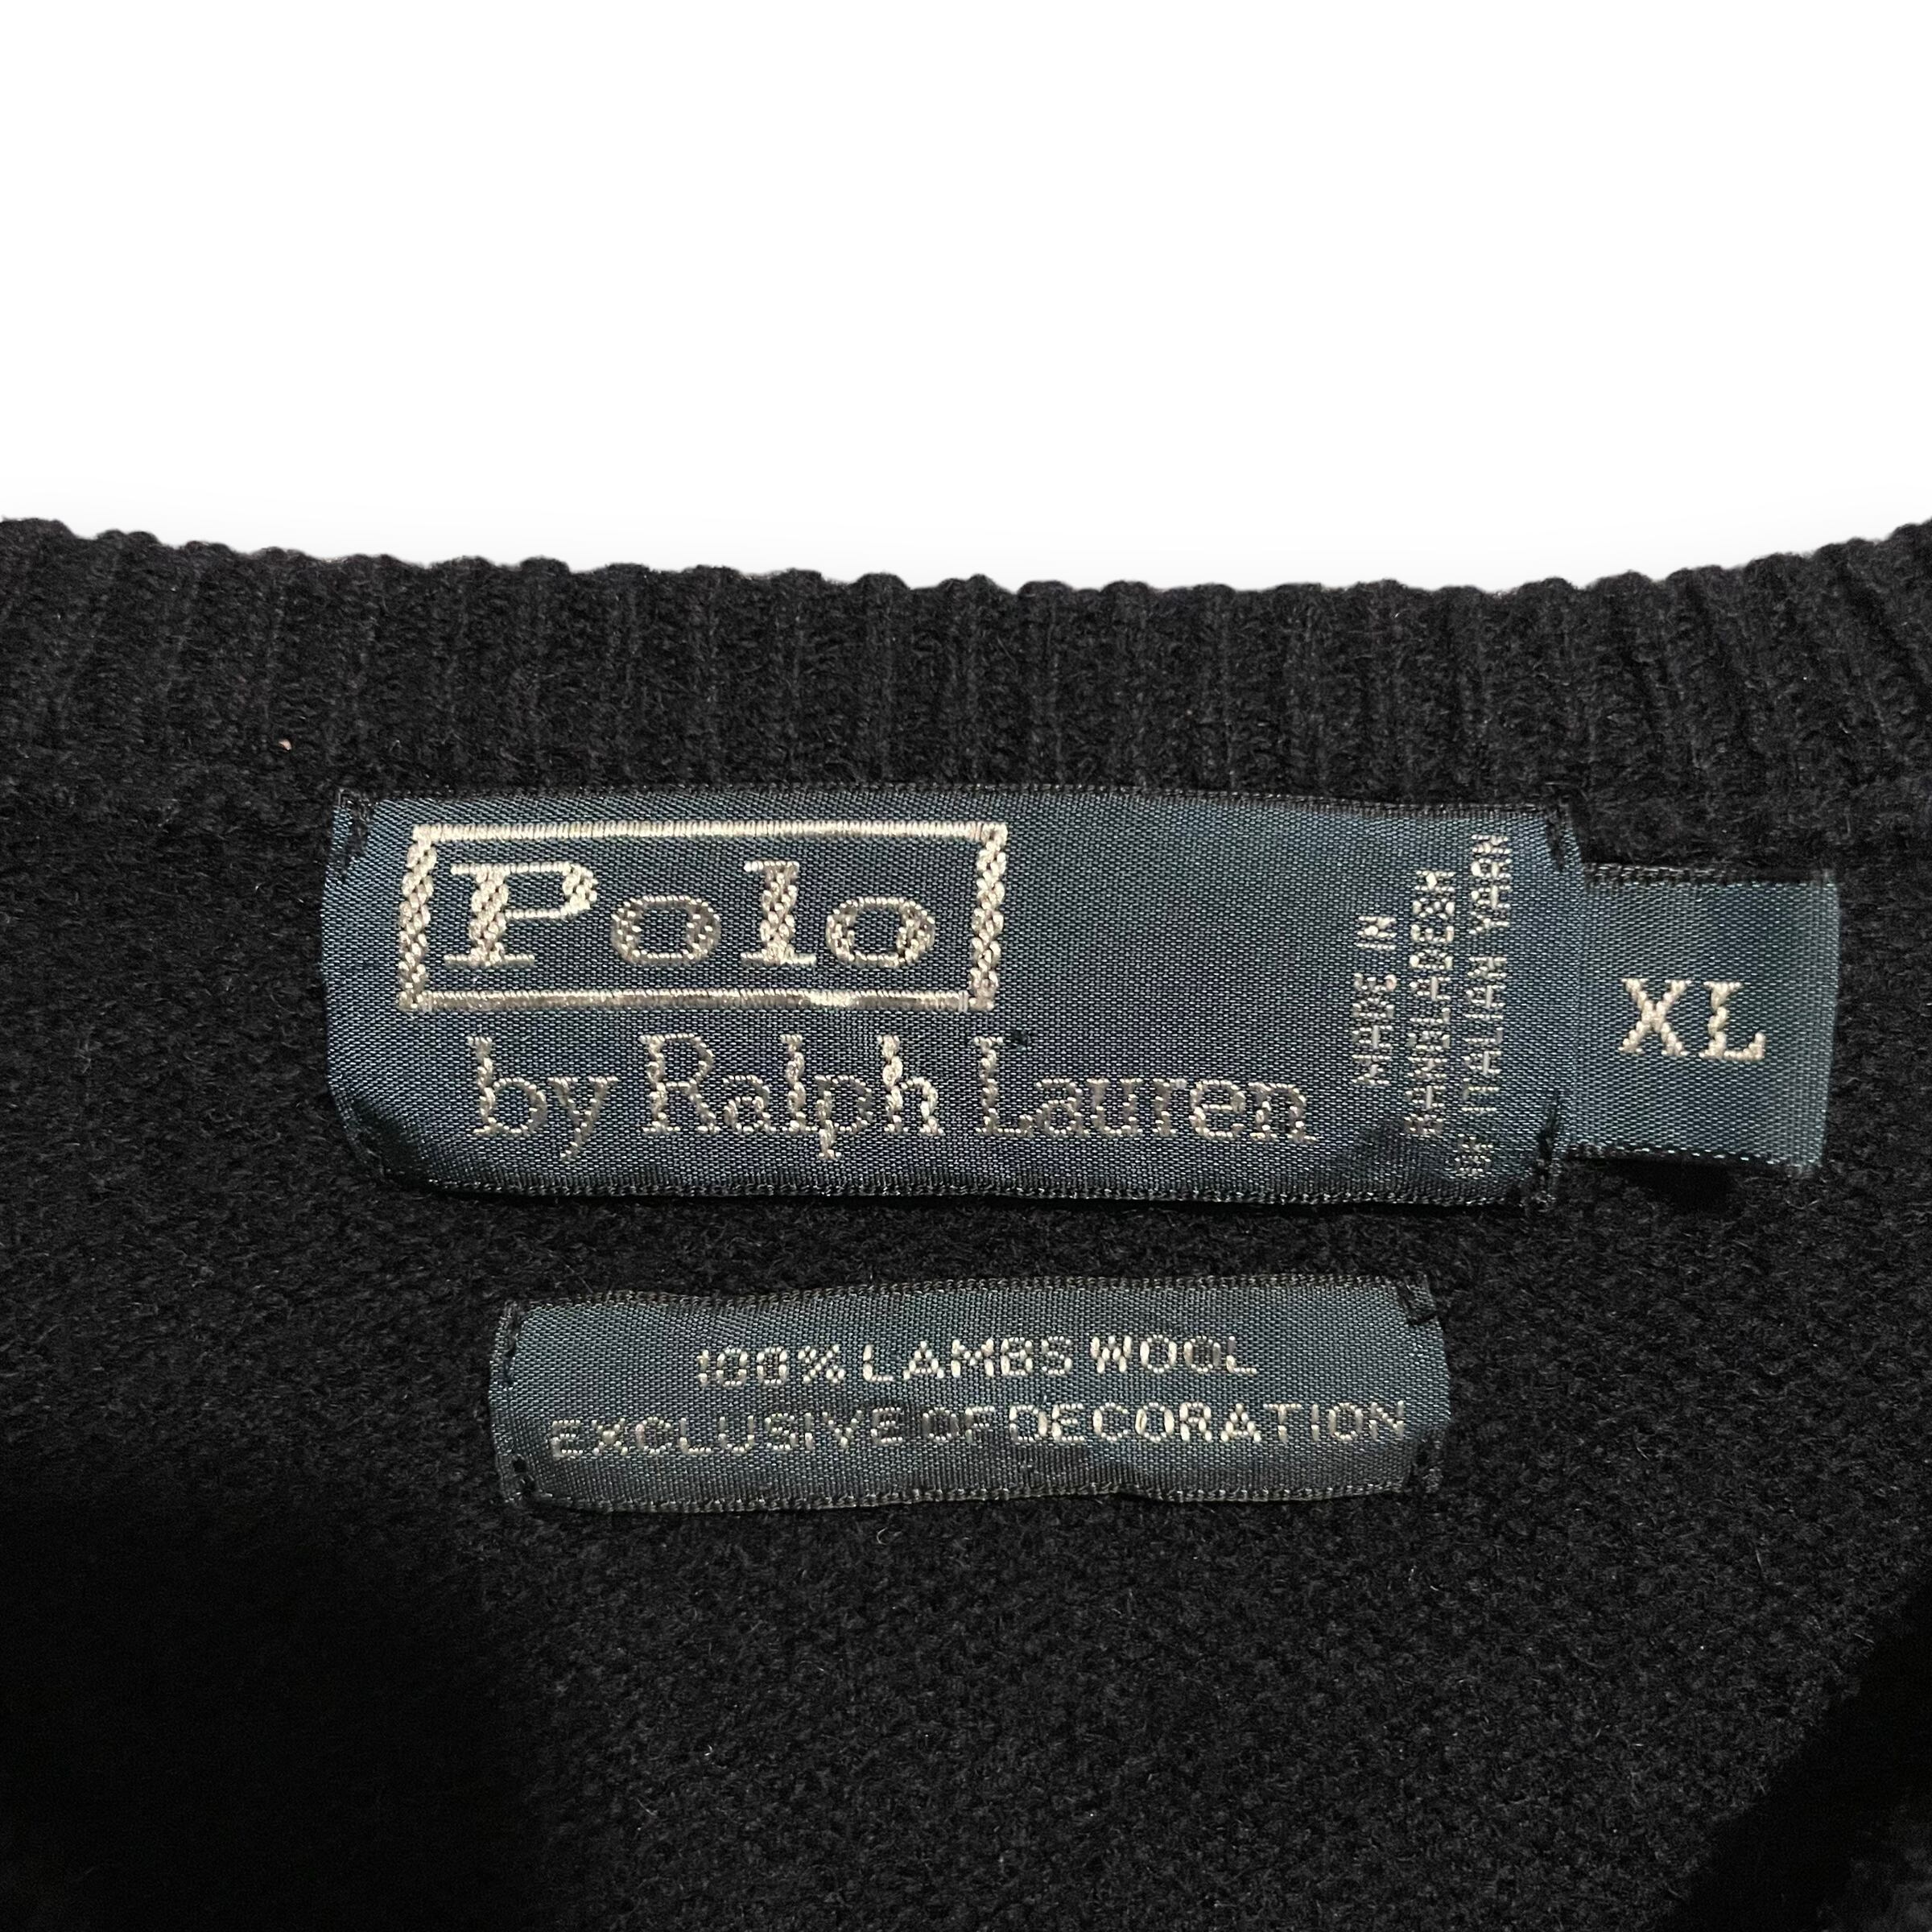 Polo
by Ralph Lauren
MADE IN
BANGLADESH
OF ITALIAN YARN
XL
100% LAMBS WOOL
EXCLUSIVE OF DECORATION